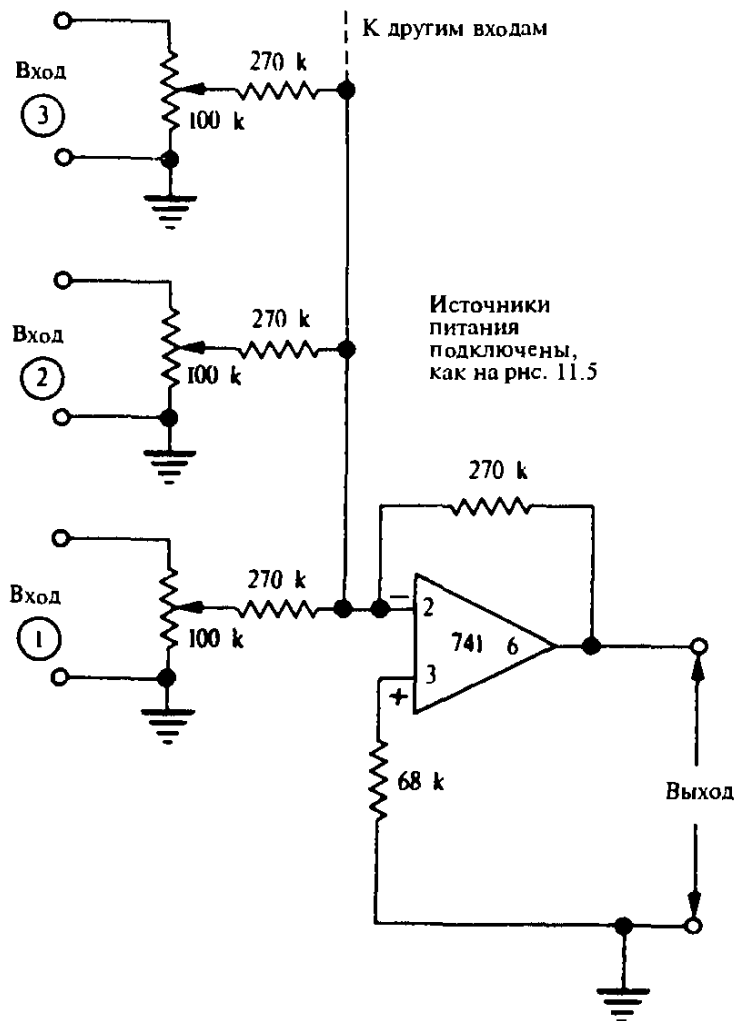 К другим входам
270 k
Вход
3
100 k
270 k
Вход
2
100 k
Источники
питания
подключены,
как на рис. 11.5
270 k
270 k
Вход
1
100 k
−
2
741 6
3
+
68 k
Выход